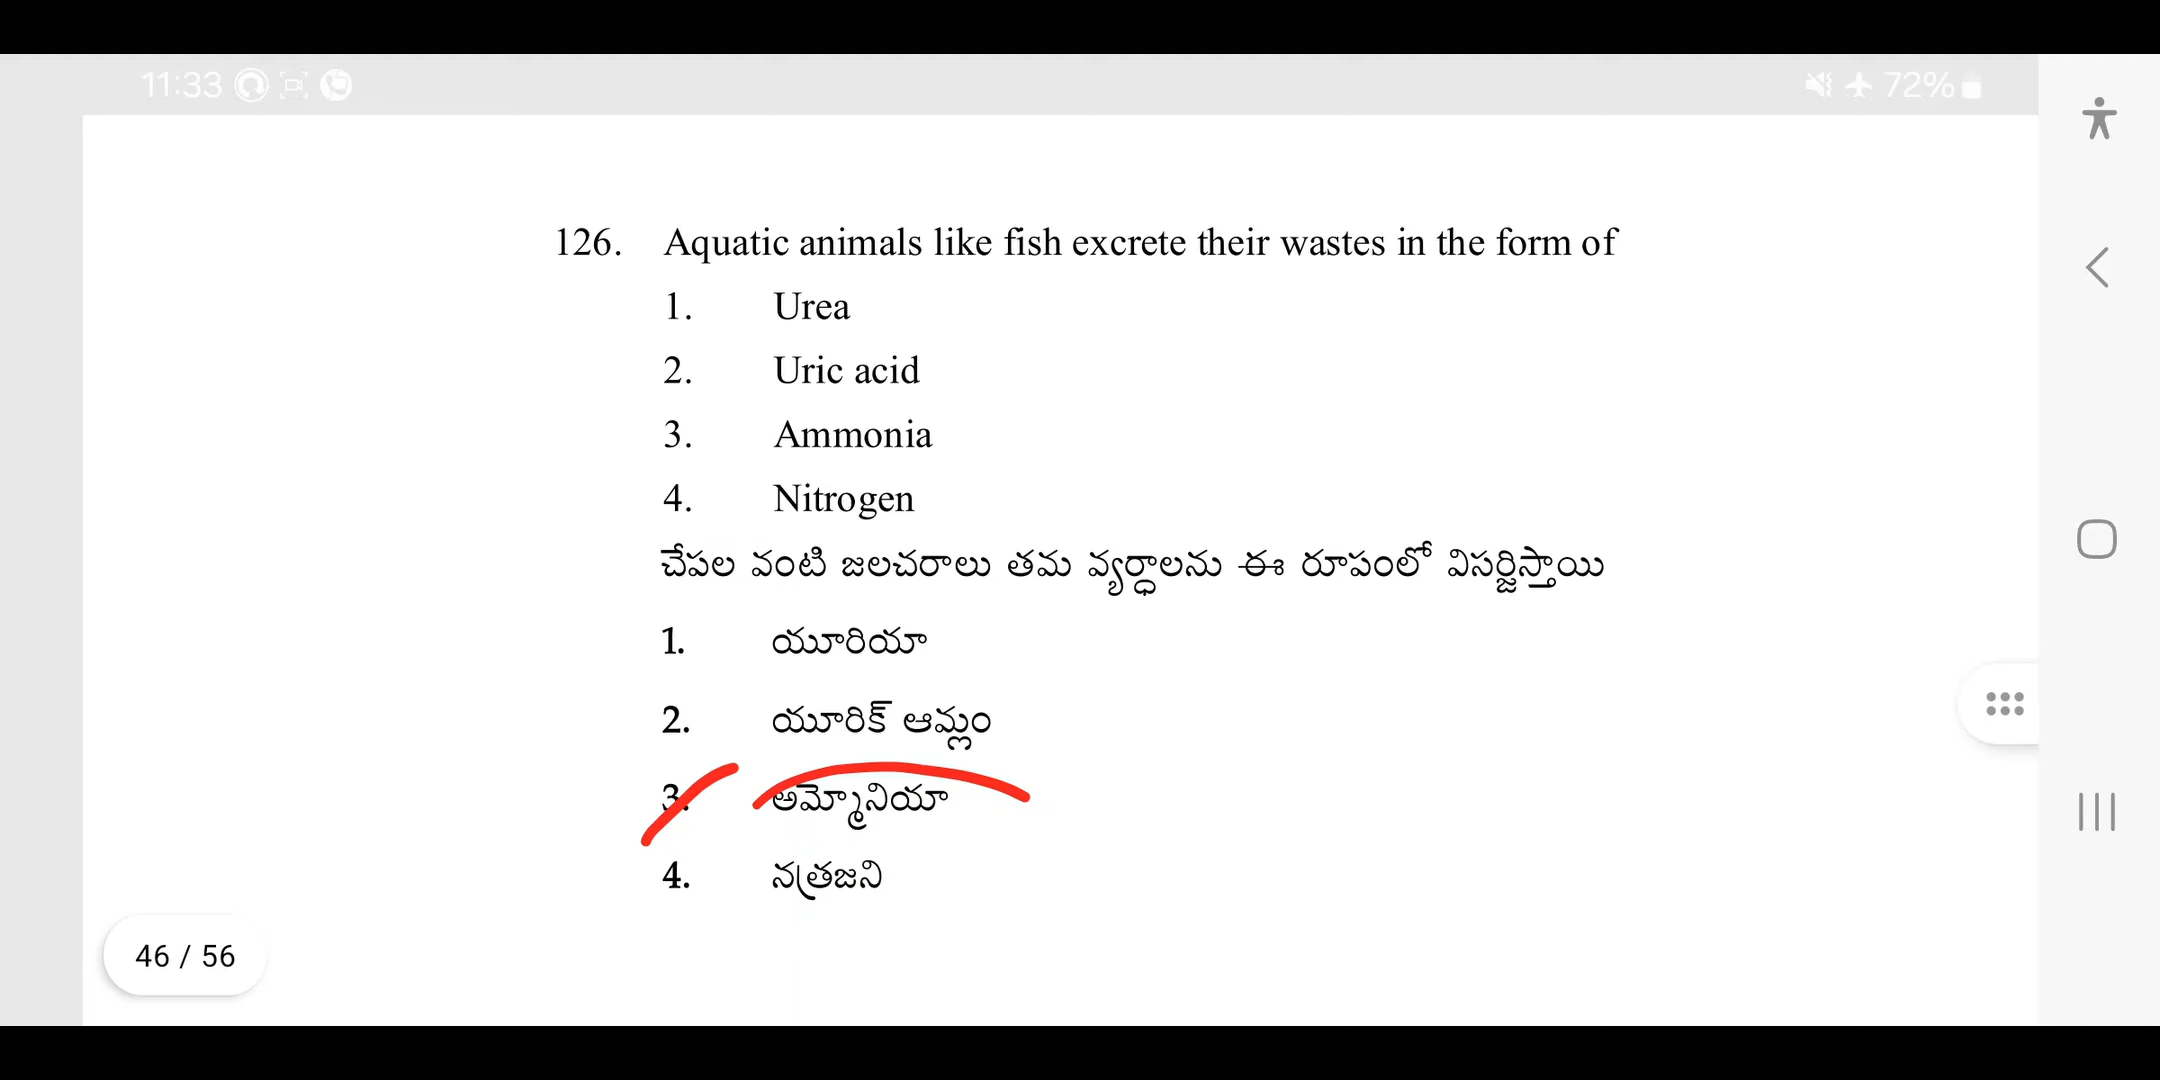 11:33
72%
126. Aquatic animals like fish excrete their wastes in the form of
1. Urea
2. Uric acid
3. Ammonia
4. Nitrogen
చేపల వంటి జలచరాలు తమ వ్యర్ధాలను ఈ రూపంలో విసర్జిస్తాయి
1. యూరియా
2. యూరిక్ ఆమ్లం
3. అమ్మోనియా
4. నత్రజని
46 / 56